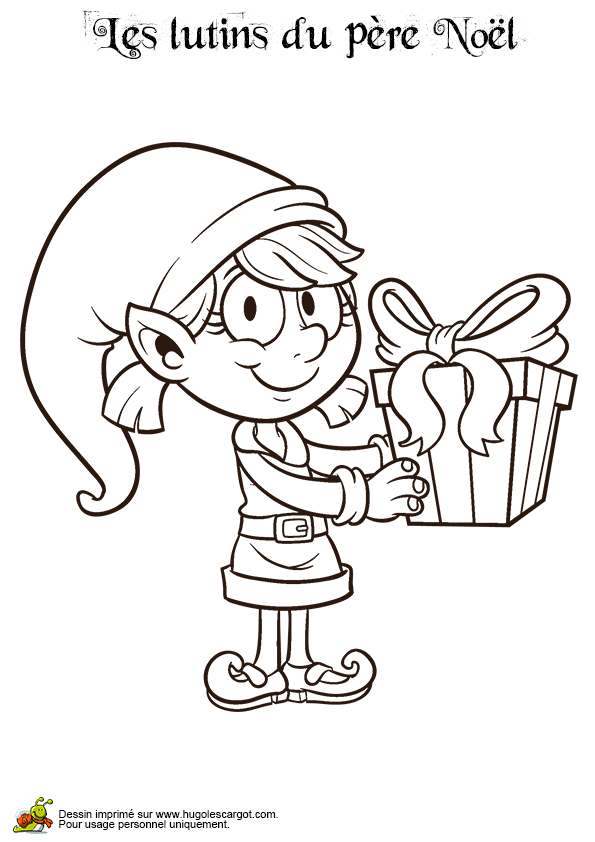 Les lutins du père Noël
Dessin imprimé sur www.hugolescargot.com.
Pour usage personnel uniquement.